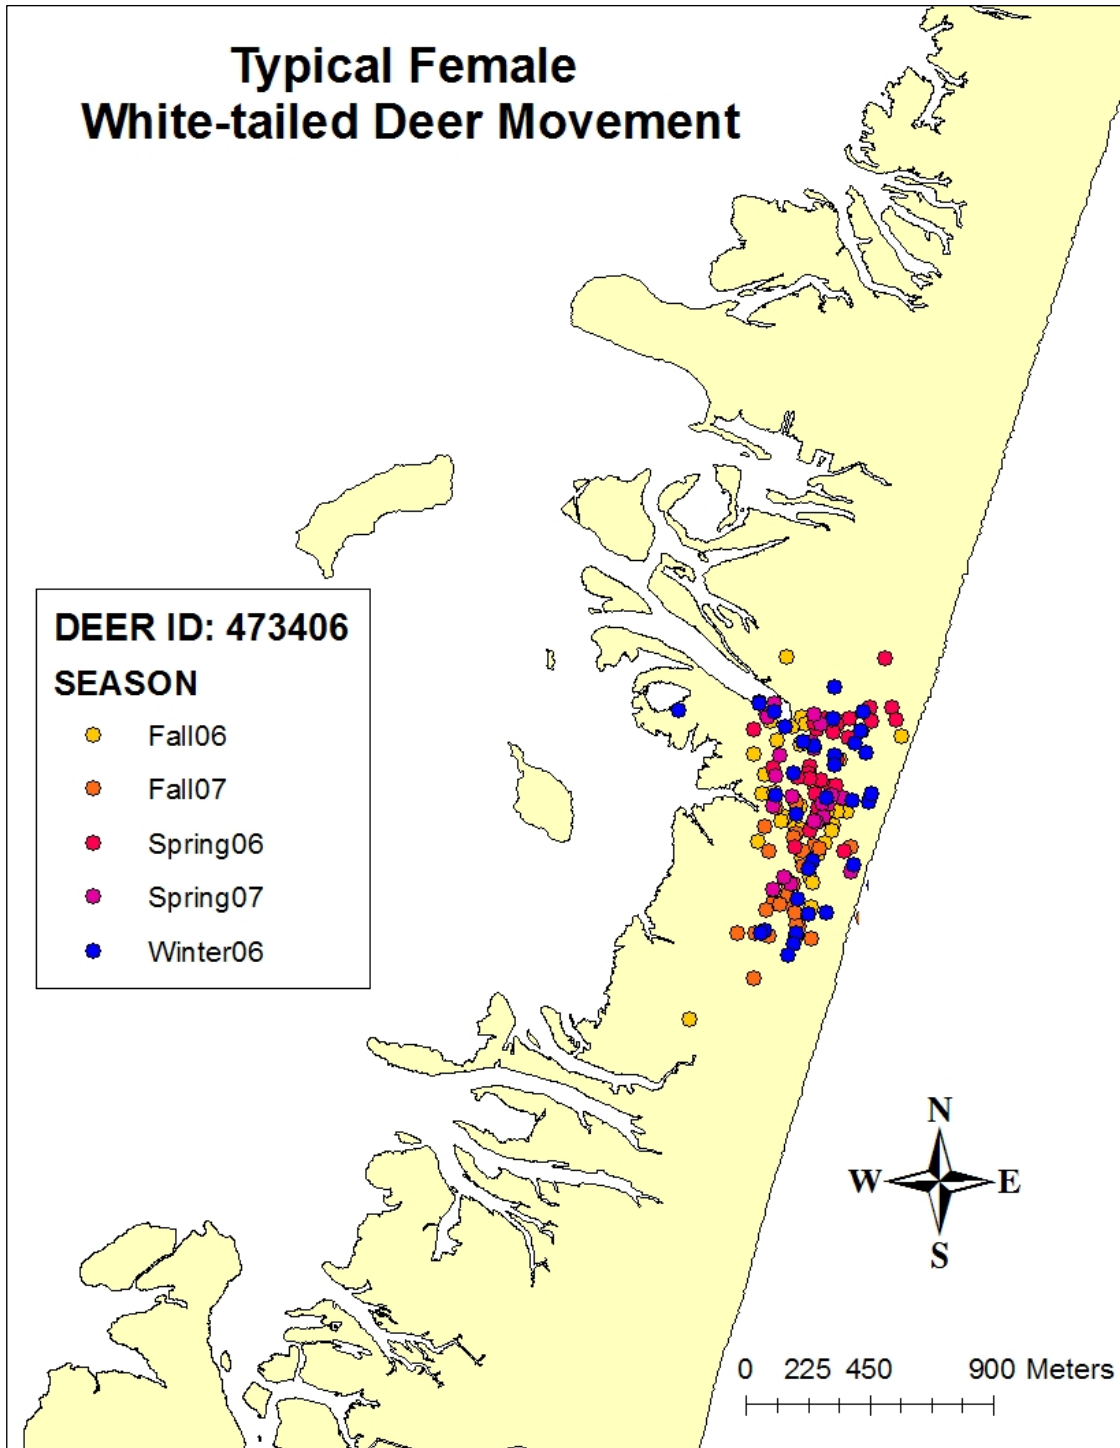 Typical Female
White-tailed Deer Movement
DEER ID: 473406
SEASON
Fall06
Fall07
Spring06
Spring07
Winter06
N
W E
S
0 225 450 900 Meters